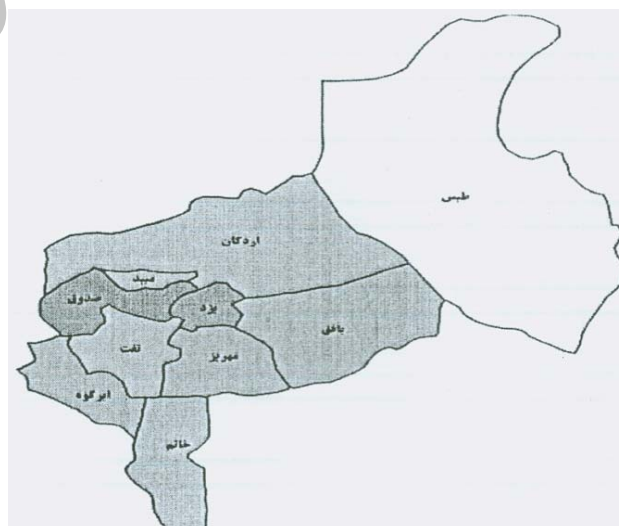 طبس
اردکان
میبد
صدوق
یزد
بافق
تفت
مهریز
ابرکوه
خاتم